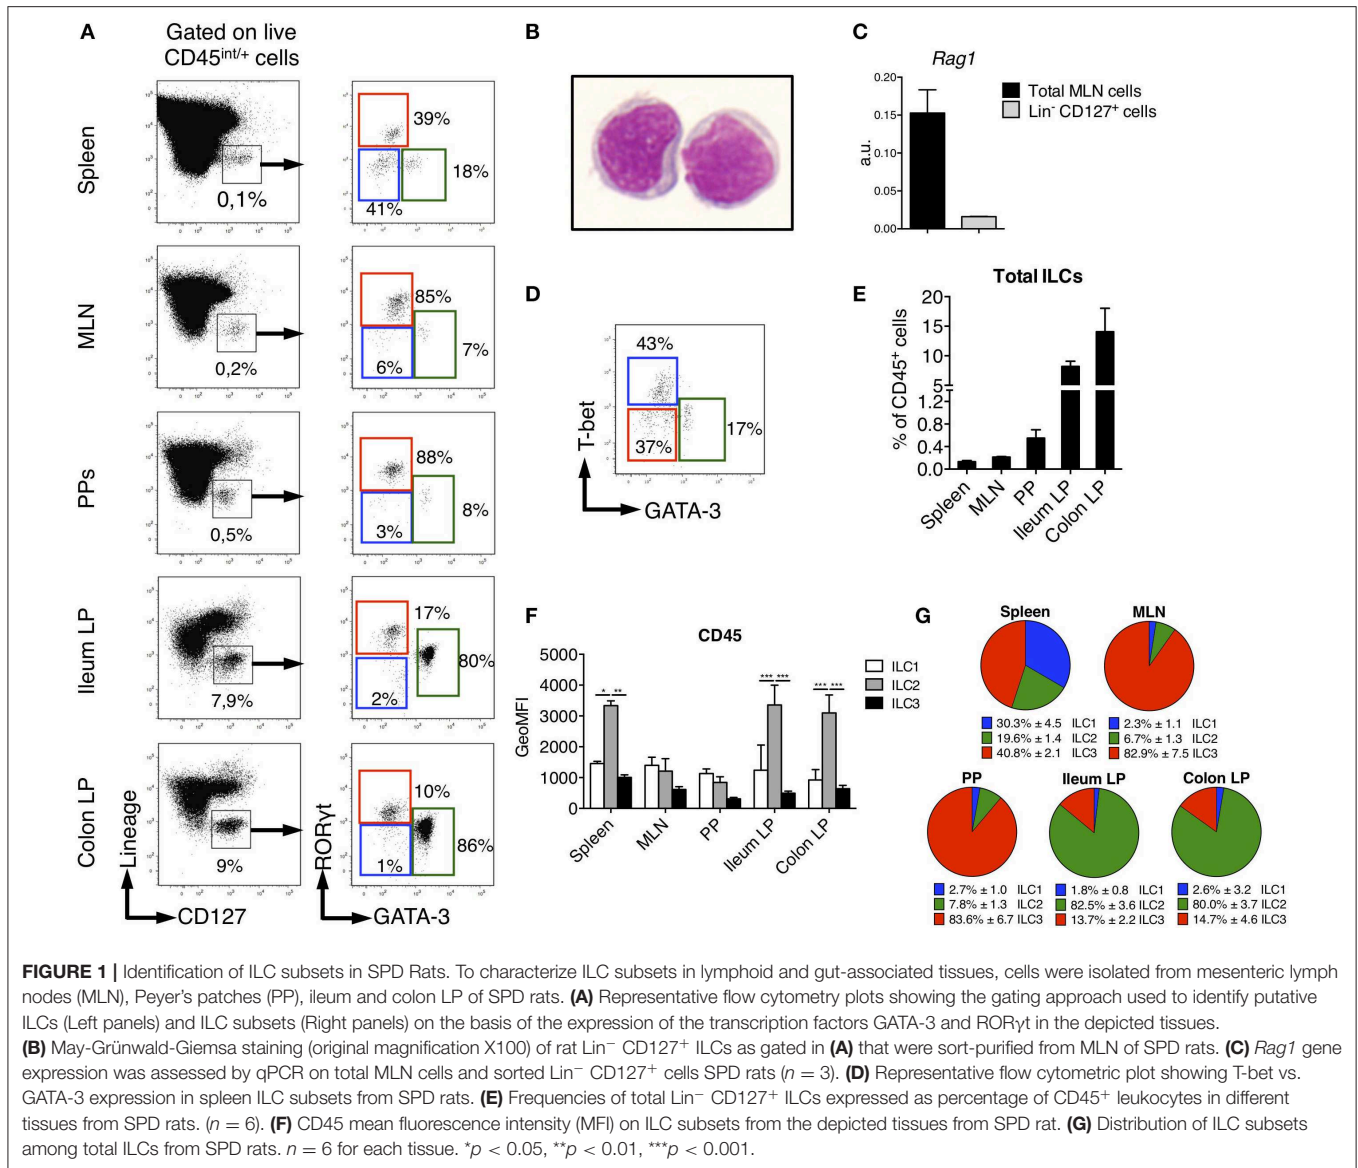 A
Gated on live
CD45int/+ cells
Spleen
0,1%
39%
18%
41%
MLN
0,2%
85%
7%
6%
PPs
0,5%
88%
8%
3%
Ileum LP
7,9%
17%
80%
2%
Colon LP
9%
10%
86%
1%
Lineage
CD127
RORγt
GATA-3
B
C
Rag1
0.20
0.15
0.10
0.05
0.00
a.u.
Total MLN cells
Lin- CD127+ cells
D
43%
37%
17%
T-bet
GATA-3
E
Total ILCs
% of CD45+ cells
20
15
10
5
1.2
0.8
0.4
0.0
Spleen
MLN
PP
Ileum LP
Colon LP
F
CD45
GeoMFI
5000
4000
3000
2000
1000
0
* **
*** ***
*** ***
ILC1
ILC2
ILC3
Spleen
MLN
PP
Ileum LP
Colon LP
G
Spleen
30.3% ± 4.5 ILC1
19.6% ± 1.4 ILC2
40.8% ± 2.1 ILC3
MLN
2.3% ± 1.1 ILC1
6.7% ± 1.3 ILC2
82.9% ± 7.5 ILC3
PP
2.7% ± 1.0 ILC1
7.8% ± 1.3 ILC2
83.6% ± 6.7 ILC3
Ileum LP
1.8% ± 0.8 ILC1
82.5% ± 3.6 ILC2
13.7% ± 2.2 ILC3
Colon LP
2.6% ± 3.2 ILC1
80.0% ± 3.7 ILC2
14.7% ± 4.6 ILC3
FIGURE 1 | Identification of ILC subsets in SPD Rats. To characterize ILC subsets in lymphoid and gut-associated tissues, cells were isolated from mesenteric lymph
nodes (MLN), Peyer's patches (PP), ileum and colon LP of SPD rats. (A) Representative flow cytometry plots showing the gating approach used to identify putative
ILCs (Left panels) and ILC subsets (Right panels) on the basis of the expression of the transcription factors GATA-3 and RORγt in the depicted tissues.
(B) May-Grünwald-Giemsa staining (original magnification X100) of rat Lin− CD127+ ILCs as gated in (A) that were sort-purified from MLN of SPD rats. (C) Rag1 gene
expression was assessed by qPCR on total MLN cells and sorted Lin− CD127+ cells SPD rats (n = 3). (D) Representative flow cytometric plot showing T-bet vs.
GATA-3 expression in spleen ILC subsets from SPD rats. (E) Frequencies of total Lin− CD127+ ILCs expressed as percentage of CD45+ leukocytes in different
tissues from SPD rats. (n = 6). (F) CD45 mean fluorescence intensity (MFI) on ILC subsets from the depicted tissues from SPD rat. (G) Distribution of ILC subsets
among total ILCs from SPD rats. n = 6 for each tissue. *p < 0.05, **p < 0.01, ***p < 0.001.